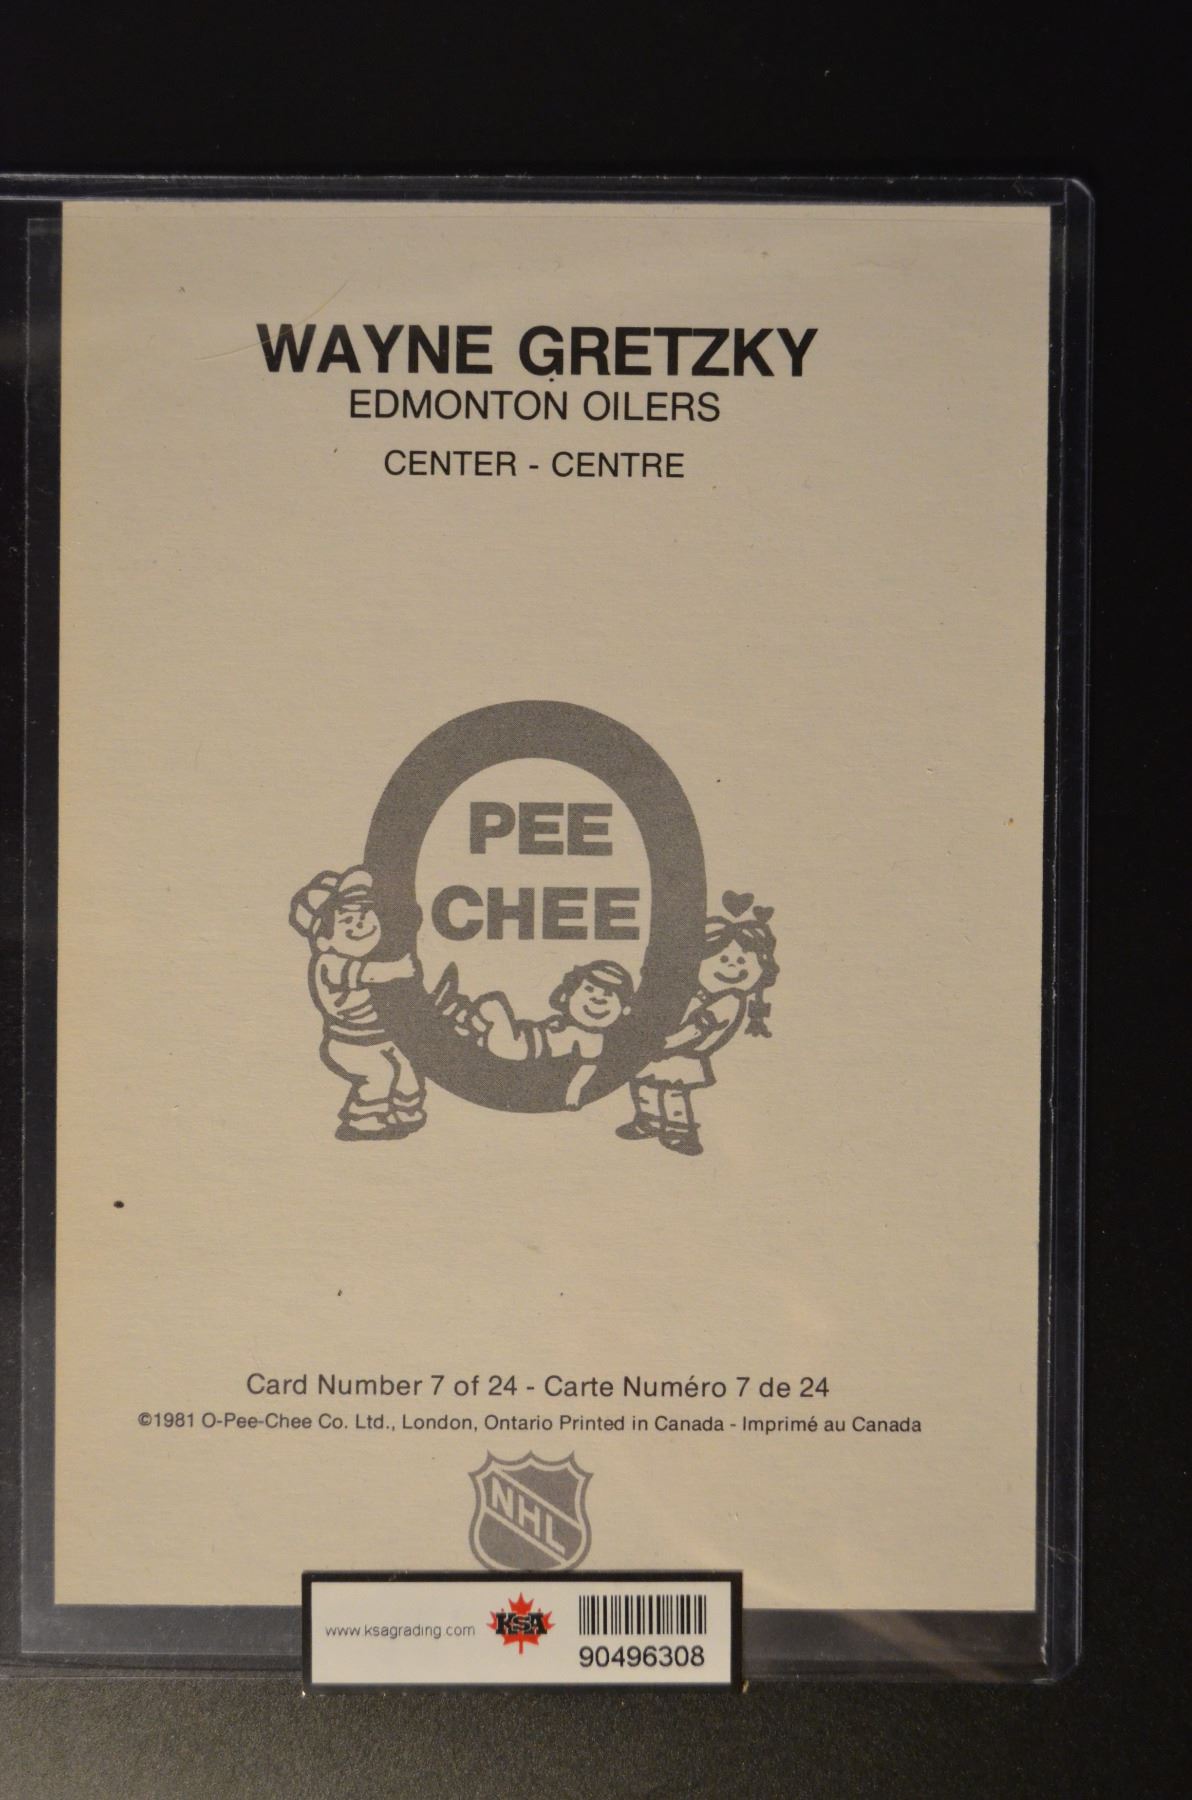 WAYNE GRETZKY
EDMONTON OILERS
CENTER - CENTRE
PEE
CHEE
Card Number 7 of 24 - Carte Numéro 7 de 24
©1981 O-Pee-Chee Co. Ltd., London, Ontario Printed in Canada - Imprimé au Canada
NHL
www.ksagrading.com
KSA
90496308